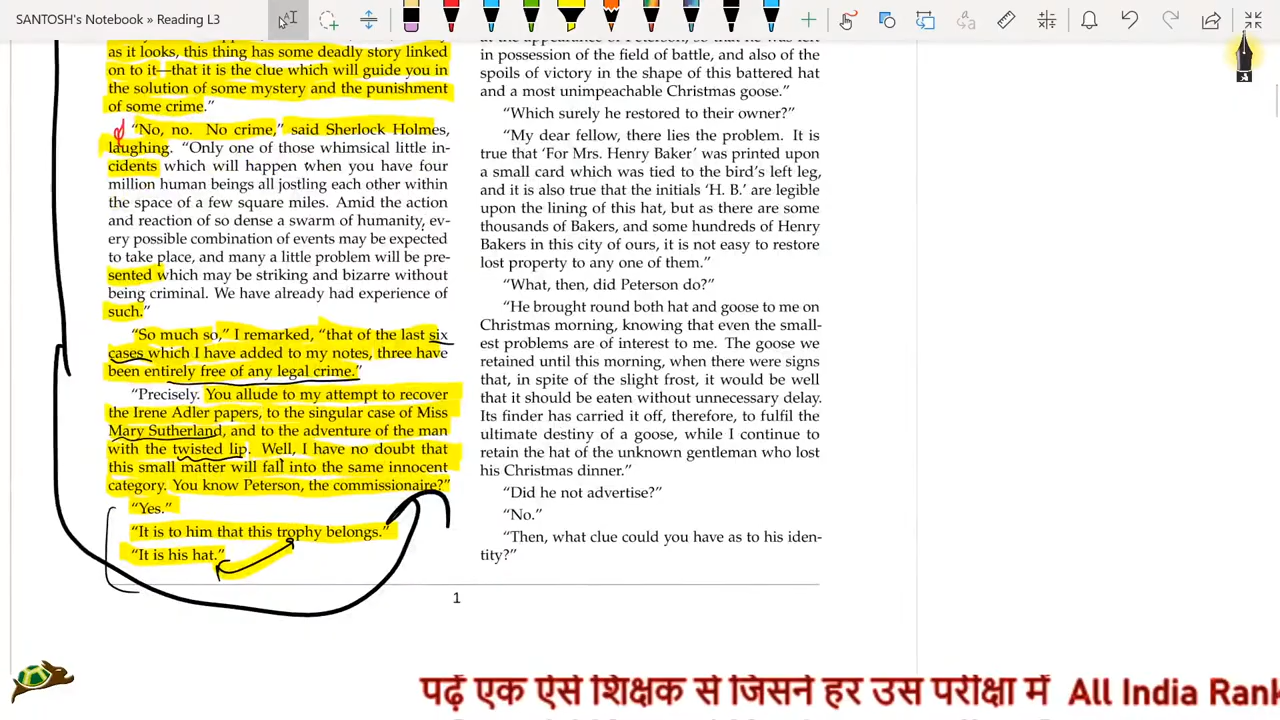 SANTOSH's Notebook » Reading L3
as it looks, this thing has some deadly story linked
on to it—that it is the clue which will guide you in
the solution of some mystery and the punishment
of some crime.”
“No, no. No crime,” said Sherlock Holmes,
laughing. “Only one of those whimsical little in-
cidents which will happen when you have four
million human beings all jostling each other within
the space of a few square miles. Amid the action
and reaction of so dense a swarm of humanity, ev-
ery possible combination of events may be expected
to take place, and many a little problem will be pre-
sented which may be striking and bizarre without
being criminal. We have already had experience of
such.”
“So much so,” I remarked, “that of the last six
cases which I have added to my notes, three have
been entirely free of any legal crime.”
“Precisely. You allude to my attempt to recover
the Irene Adler papers, to the singular case of Miss
Mary Sutherland, and to the adventure of the man
with the twisted lip. Well, I have no doubt that
this small matter will fall into the same innocent
category. You know Peterson, the commissionaire?”
“Yes.”
“It is to him that this trophy belongs.”
“It is his hat.”
in possession of the field of battle, and also of the
spoils of victory in the shape of this battered hat
and a most unimpeachable Christmas goose.”
“Which surely he restored to their owner?”
“My dear fellow, there lies the problem. It is
true that ‘For Mrs. Henry Baker’ was printed upon
a small card which was tied to the bird’s left leg,
and it is also true that the initials ‘H. B.’ are legible
upon the lining of this hat, but as there are some
thousands of Bakers, and some hundreds of Henry
Bakers in this city of ours, it is not easy to restore
lost property to any one of them.”
“What, then, did Peterson do?”
“He brought round both hat and goose to me on
Christmas morning, knowing that even the small-
est problems are of interest to me. The goose we
retained until this morning, when there were signs
that, in spite of the slight frost, it would be well
that it should be eaten without unnecessary delay.
Its finder has carried it off, therefore, to fulfil the
ultimate destiny of a goose, while I continue to
retain the hat of the unknown gentleman who lost
his Christmas dinner.”
“Did he not advertise?”
“No.”
“Then, what clue could you have as to his iden-
tity?”
1
पढ़ें एक ऐसे शिक्षक से जिसने हर उस परीक्षा में All India Rank